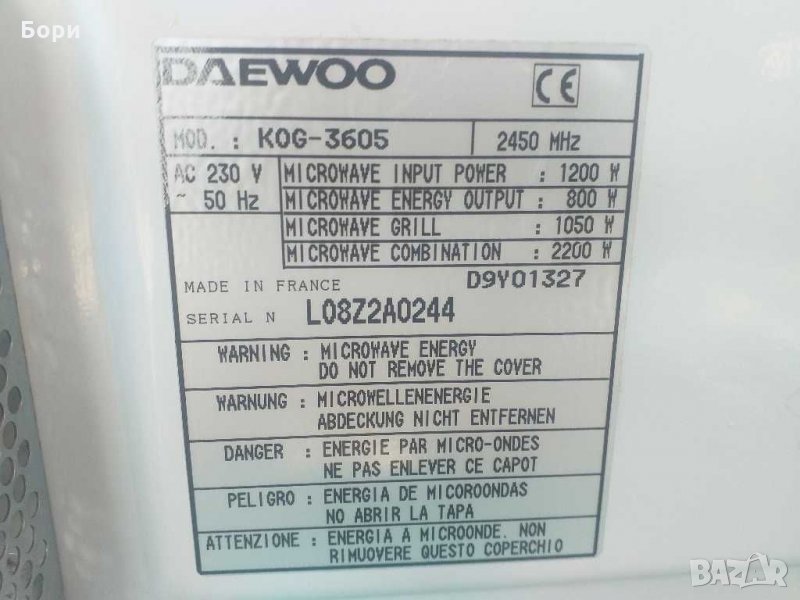 Бори
DAEWOO
CE
MOD. : KOG-3605 2450 MHz
AC 230 V
~ 50 Hz
MICROWAVE INPUT POWER : 1200 W
MICROWAVE ENERGY OUTPUT : 800 W
MICROWAVE GRILL : 1050 W
MICROWAVE COMBINATION : 2200 W
MADE IN FRANCE D9Y01327
SERIAL N L08Z2A0244
WARNING : MICROWAVE ENERGY
DO NOT REMOVE THE COVER
WARNUNG : MICROWELLENENERGIE
ABDECKUNG NICHT ENTFERNEN
DANGER : ENERGIE PAR MICRO-ONDES
NE PAS ENLEVER CE CAPOT
PELIGRO : ENERGIA DE MICOROONDAS
NO ABRIR LA TAPA
ATTENZIONE : ENERGIA À MICROONDE. NON
RIMUOVERE QUESTO COPERCHIO
BAZAR